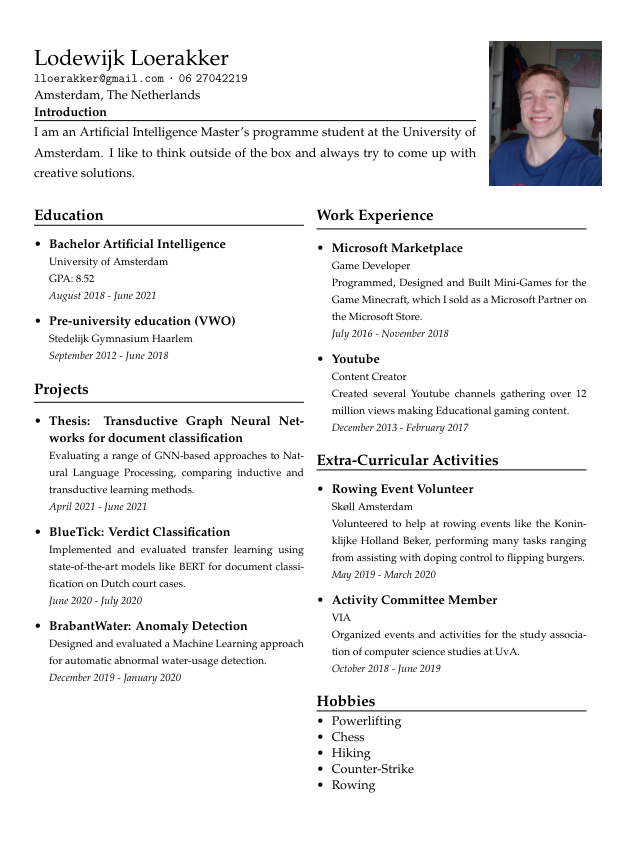 Lodewijk Loerakker
lloerakker@gmail.com · 06 27042219
Amsterdam, The Netherlands
Introduction
I am an Artificial Intelligence Master's programme student at the University of
Amsterdam. I like to think outside of the box and always try to come up with
creative solutions.
Education
• Bachelor Artificial Intelligence
University of Amsterdam
GPA: 8.52
August 2018 - June 2021
• Pre-university education (VWO)
Stedelijk Gymnasium Haarlem
September 2012 - June 2018
Projects
• Thesis: Transductive Graph Neural Net-
works for document classification
Evaluating a range of GNN-based approaches to Nat-
ural Language Processing, comparing inductive and
transductive learning methods.
April 2021 - June 2021
• BlueTick: Verdict Classification
Implemented and evaluated transfer learning using
state-of-the-art models like BERT for document classi-
fication on Dutch court cases.
June 2020 - July 2020
• BrabantWater: Anomaly Detection
Designed and evaluated a Machine Learning approach
for automatic abnormal water-usage detection.
December 2019 - January 2020
Work Experience
• Microsoft Marketplace
Game Developer
Programmed, Designed and Built Mini-Games for the
Game Minecraft, which I sold as a Microsoft Partner on
the Microsoft Store.
July 2016 - November 2018
• Youtube
Content Creator
Created several Youtube channels gathering over 12
million views making Educational gaming content.
December 2013 - February 2017
Extra-Curricular Activities
• Rowing Event Volunteer
Skøll Amsterdam
Volunteered to help at rowing events like the Konin-
klijke Holland Beker, performing many tasks ranging
from assisting with doping control to flipping burgers.
May 2019 - March 2020
• Activity Committee Member
VIA
Organized events and activities for the study associa-
tion of computer science studies at UvA.
October 2018 - June 2019
Hobbies
• Powerlifting
• Chess
• Hiking
• Counter-Strike
• Rowing